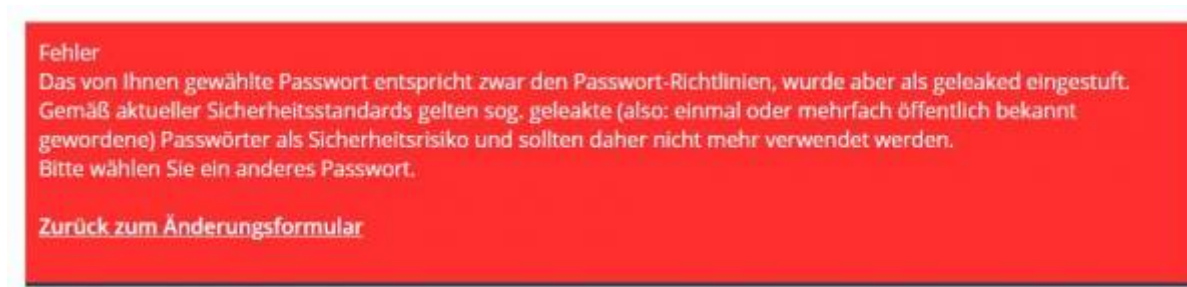 Fehler
Das von Ihnen gewählte Passwort entspricht zwar den Passwort-Richtlinien, wurde aber als geleaked eingestuft.
Gemäß aktueller Sicherheitsstandards gelten sog. geleakte (also: einmal oder mehrfach öffentlich bekannt
gewordene) Passwörter als Sicherheitsrisiko und sollten daher nicht mehr verwendet werden.
Bitte wählen Sie ein anderes Passwort.
Zurück zum Änderungsformular